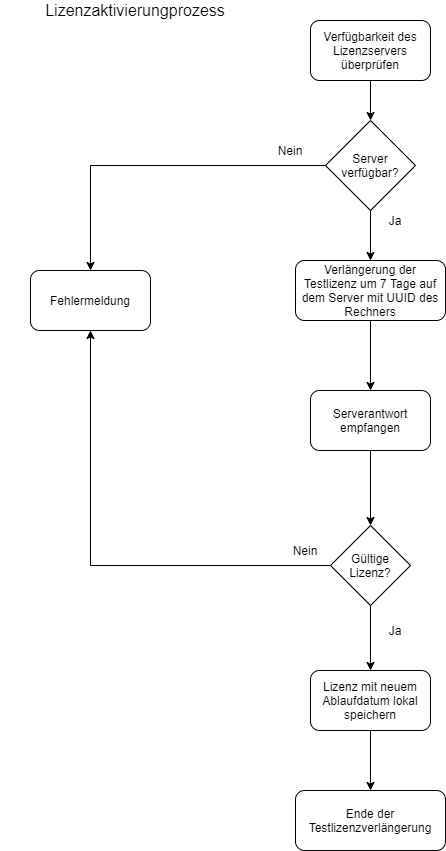 Lizenzaktivierungprozess
Verfügbarkeit des
Lizenzservers
überprüfen
Nein
Server
verfügbar?
Ja
Verlängerung der
Testlizenz um 7 Tage auf
dem Server mit UUID des
Rechners
Fehlermeldung
Serverantwort
empfangen
Nein
Gültige
Lizenz?
Ja
Lizenz mit neuem
Ablaufdatum lokal
speichern
Ende der
Testlizenzverlängerung